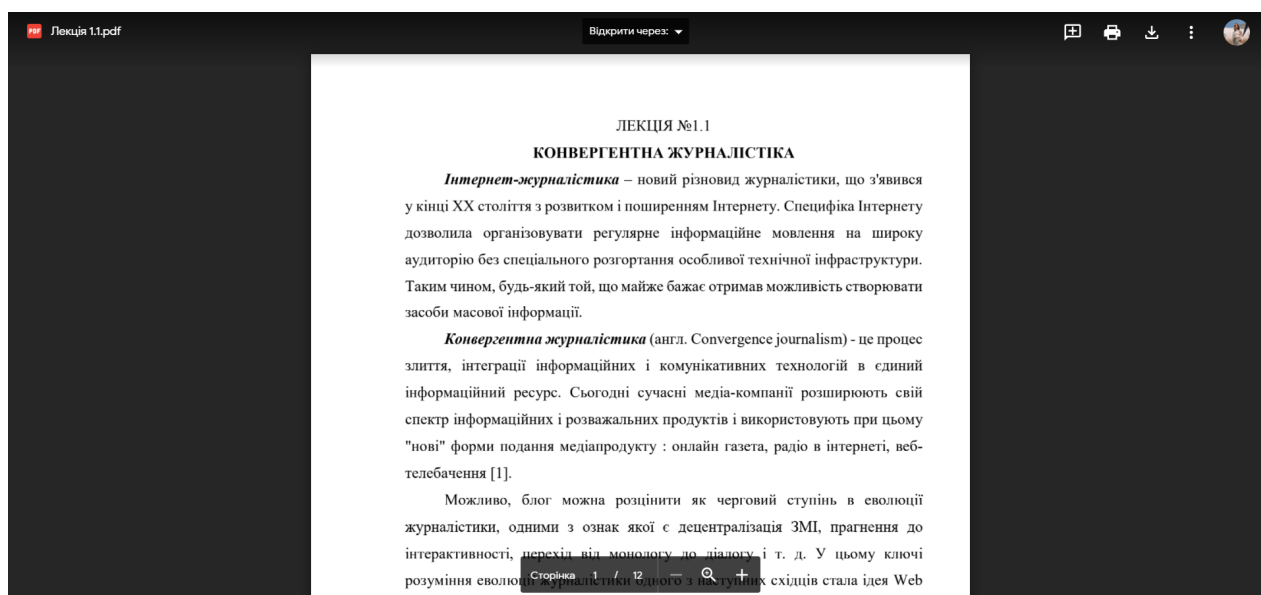 PDF Лекція 1.1.pdf
Відкрити через:
ЛЕКЦІЯ №1.1
КОНВЕРГЕНТНА ЖУРНАЛІСТІКА
Інтернет-журналістика – новий різновид журналістики, що з'явився
у кінці XX століття з розвитком і поширенням Інтернету. Специфіка Інтернету
дозволила організовувати регулярне інформаційне мовлення на широку
аудиторію без спеціального розгортання особливої технічної інфраструктури.
Таким чином, будь-який той, що майже бажає отримав можливість створювати
засоби масової інформації.
Конвергентна журналістика (англ. Convergence journalism) - це процес
злиття, інтеграції інформаційних і комунікативних технологій в єдиний
інформаційний ресурс. Сьогодні сучасні медіа-компанії розширюють свій
спектр інформаційних і розважальних продуктів і використовують при цьому
"нові" форми подання медіапродукту : онлайн газета, радіо в інтернеті, веб-
телебачення [1].
Можливо, блог можна розцінити як черговий ступінь в еволюції
журналістики, одними з ознак якої є децентралізація ЗМІ, прагнення до
інтерактивності, перехід від монологу до діалогу і т. д. У цьому ключі
розуміння еволюції журналістики одного з наступних східців стала ідея Web
Сторінка 1 / 12